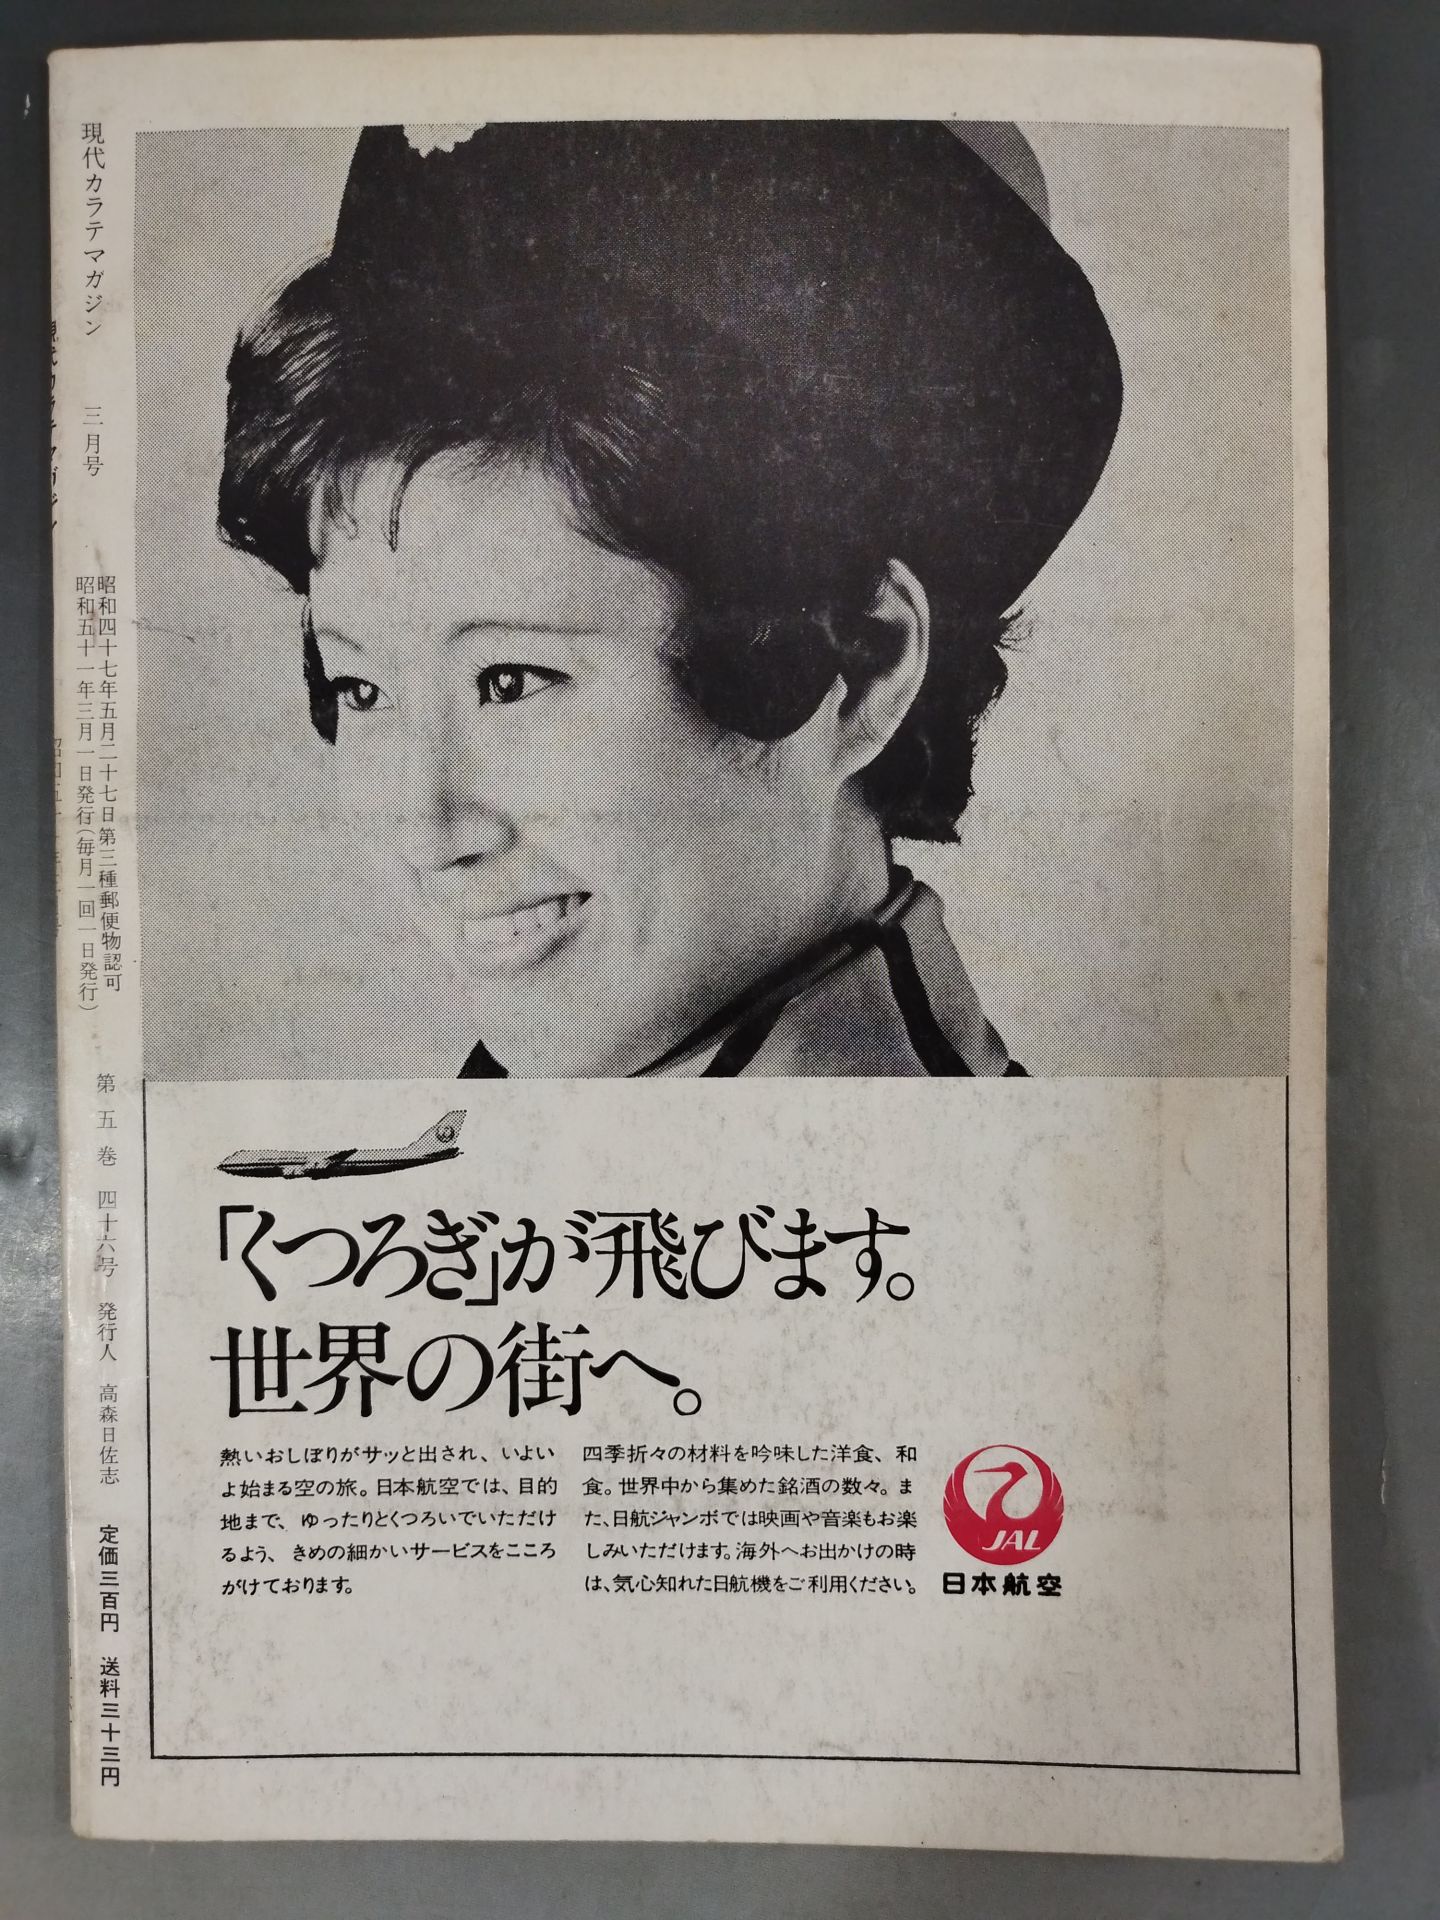 現代カラテマガジン 三月号
昭和四十七年五月二十七日第三種郵便物認可
昭和五十一年三月一日発行(毎月一回一日発行)
第五巻 四十六号 発行人 高森日佐志
定価三百円 送料三十三円
「くつろぎ」が飛びます。
世界の街へ。
熱いおしぼりがサッと出され、いよい
よ始まる空の旅。日本航空では、目的
地まで、ゆったりとくつろいでいただけ
るよう、きめの細かいサービスをこころ
がけております。
四季折々の材料を吟味した洋食、和
食。世界中から集めた銘酒の数々。ま
た、日航ジャンボでは映画や音楽もお楽
しみいただけます。海外へお出かけの時
は、気心知れた日航機をご利用ください。
JAL
日本航空